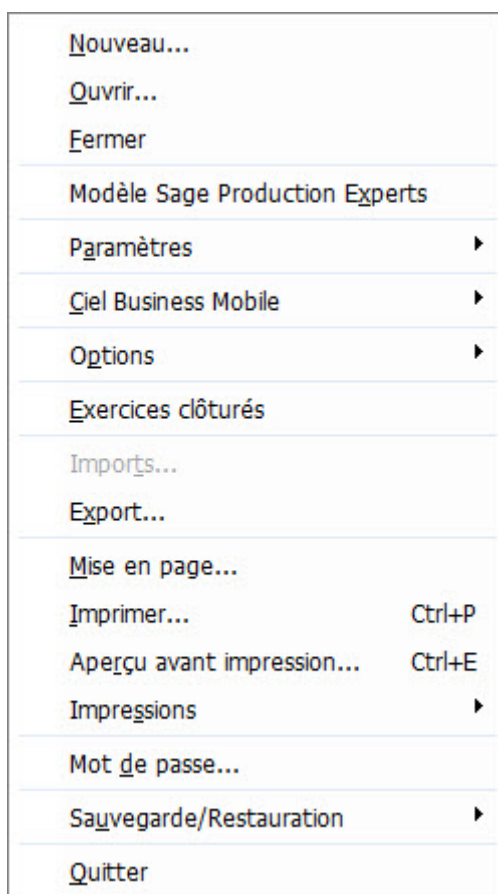 Nouveau...
Ouvrir...
Fermer
Modèle Sage Production Experts
Paramètres
Ciel Business Mobile
Options
Exercices clôturés
Imports...
Export...
Mise en page...
Imprimer... Ctrl+P
Aperçu avant impression... Ctrl+E
Impressions
Mot de passe...
Sauvegarde/Restauration
Quitter